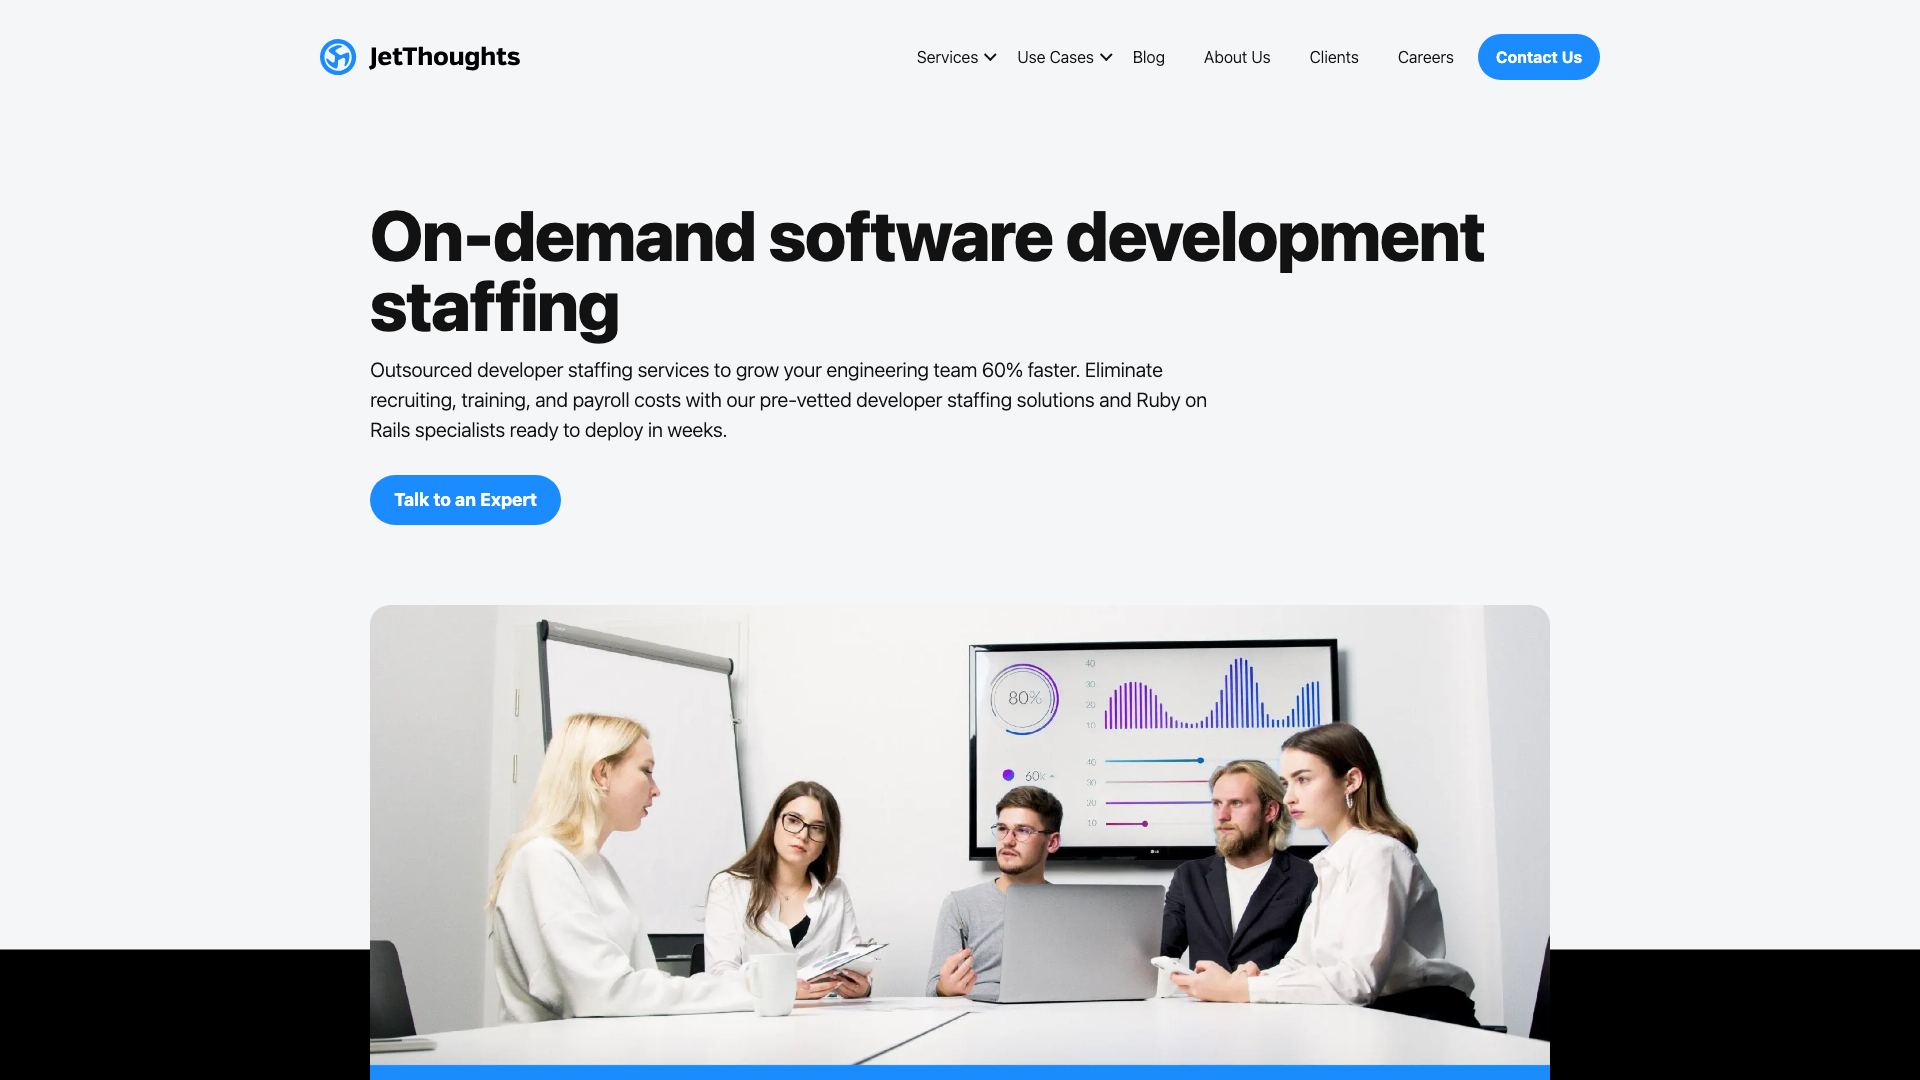 JetThoughts
Services
Use Cases
Blog
About Us
Clients
Careers
Contact Us
On-demand software development
staffing
Outsourced developer staffing services to grow your engineering team 60% faster. Eliminate
recruiting, training, and payroll costs with our pre-vetted developer staffing solutions and Ruby on
Rails specialists ready to deploy in weeks.
Talk to an Expert
80%
40
30
20
10
60k
40
30
20
10